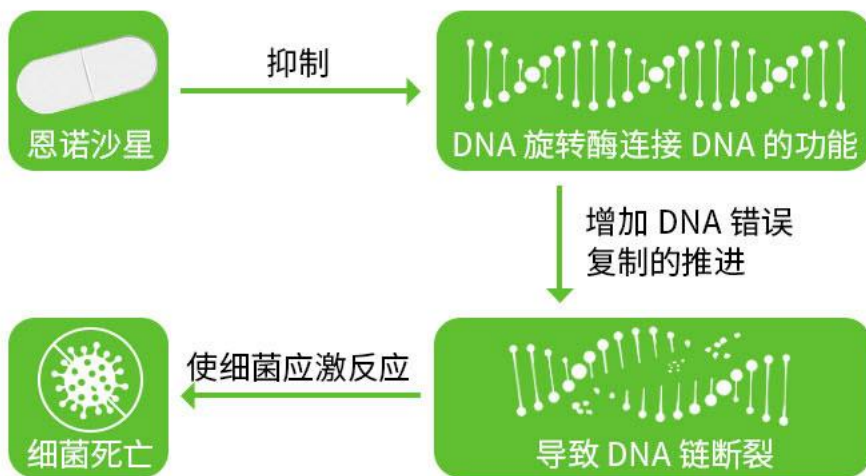 恩诺沙星
抑制
DNA 旋转酶连接 DNA 的功能
增加 DNA 错误
复制的推进
导致 DNA 链断裂
使细菌应激反应
细菌死亡